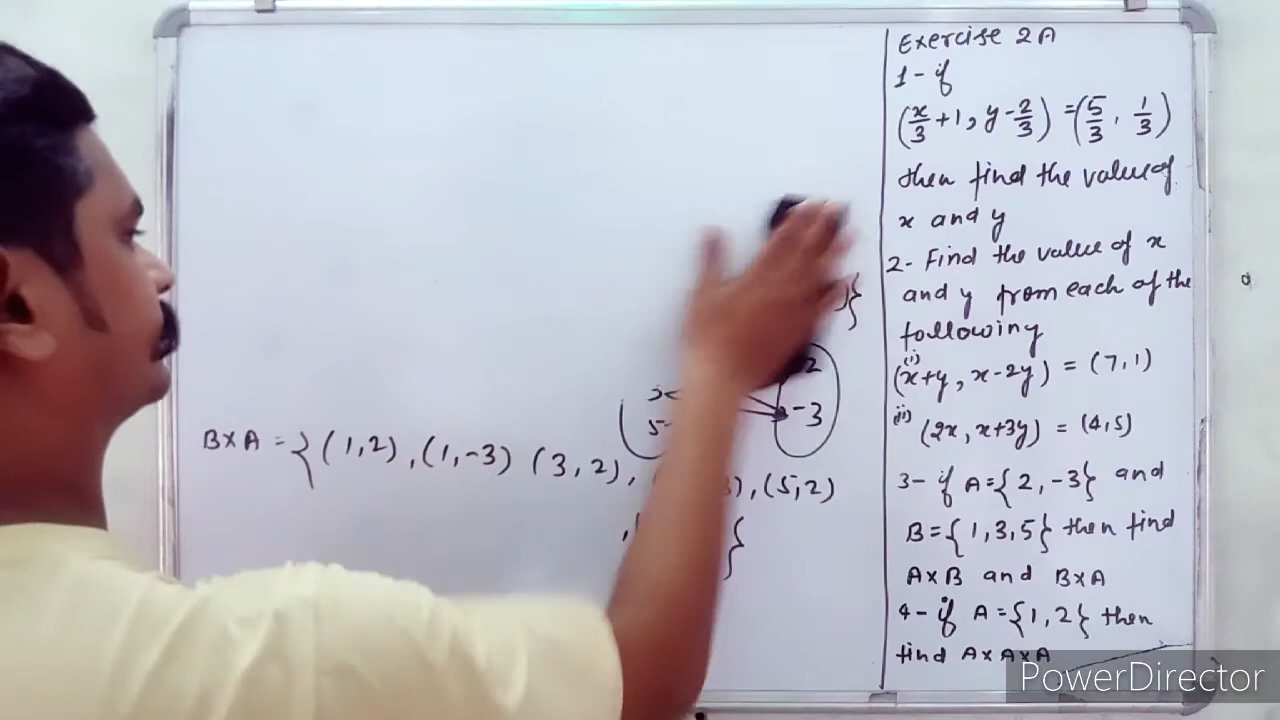 Exercise 2A
1- if
(x/3 +1, y-2/3) = (5/3, 1/3)
then find the value of
x and y
2- Find the value of x
and y from each of the
following
(i) (x+y, x-2y) = (7,1)
(ii) (2x, x+3y) = (4,5)
3- if A={2,-3} and
B={1,3,5} then find
A×B and B×A
4- if A={1,2} then
find A×A×A
}
2
-3
5
B×A = {(1,2), (1,-3) (3,2), ), (5,2)
, }
PowerDirector